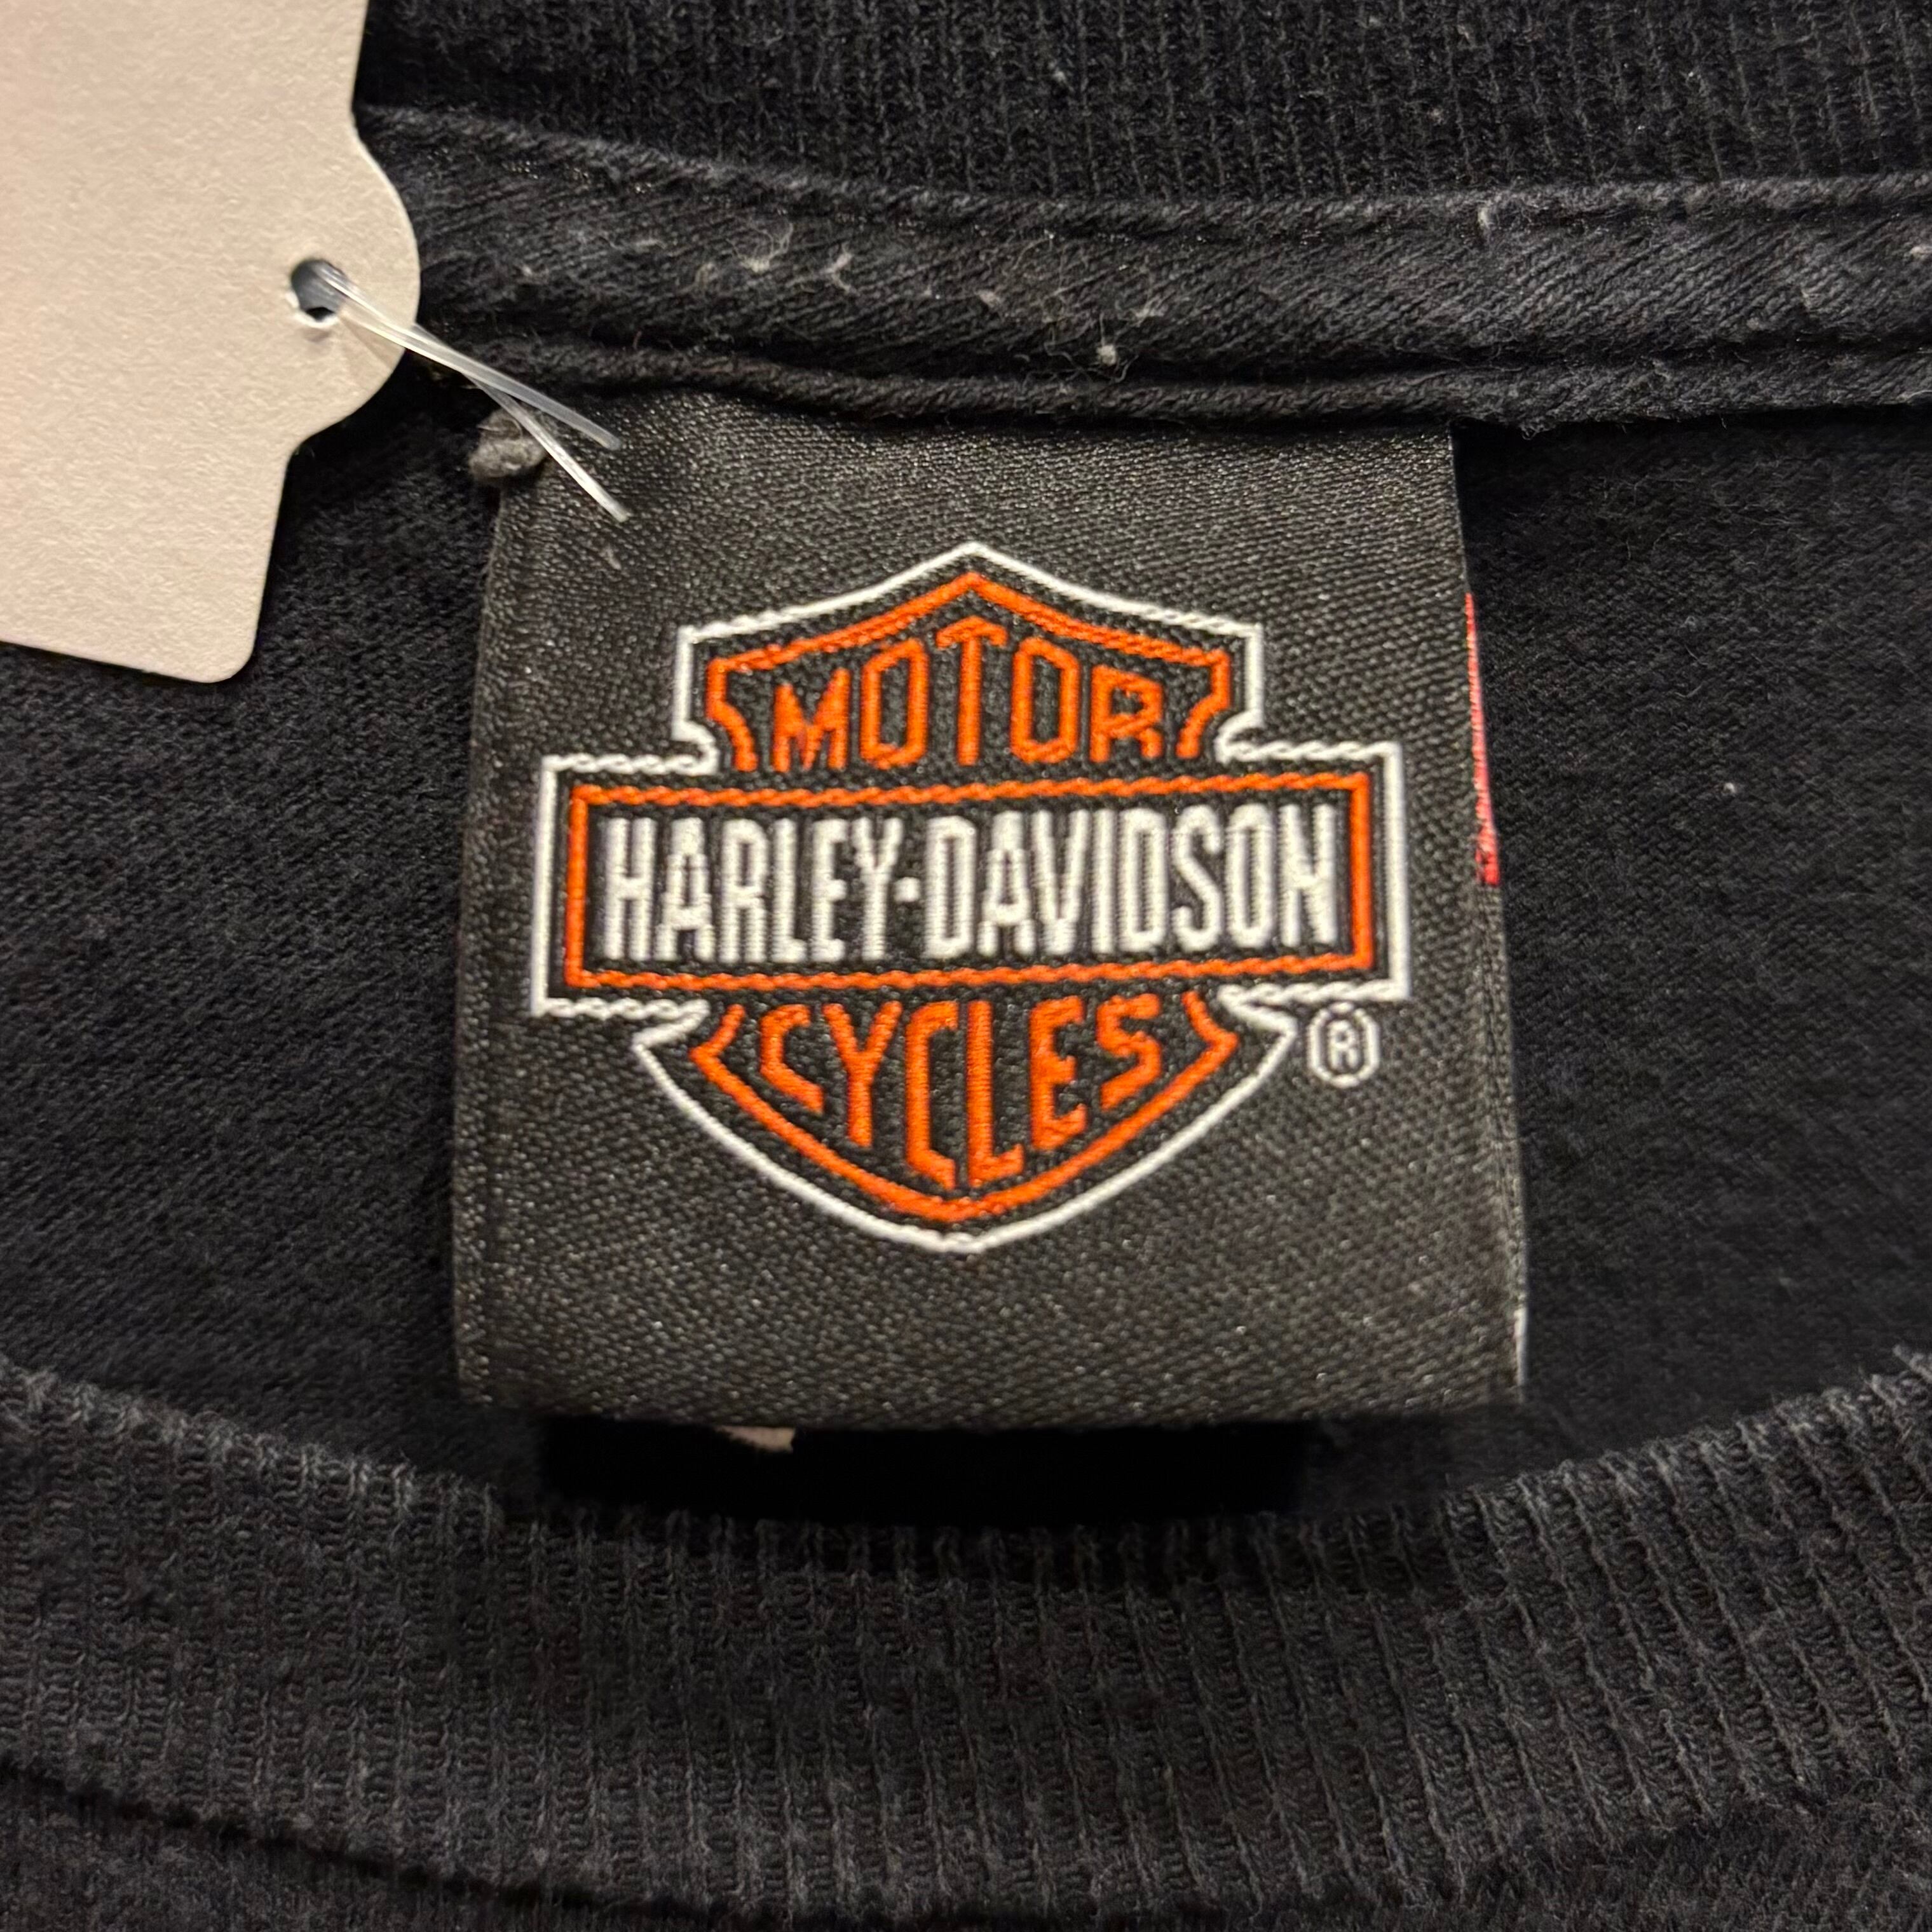 MOTOR
HARLEY-DAVIDSON
CYCLES
®